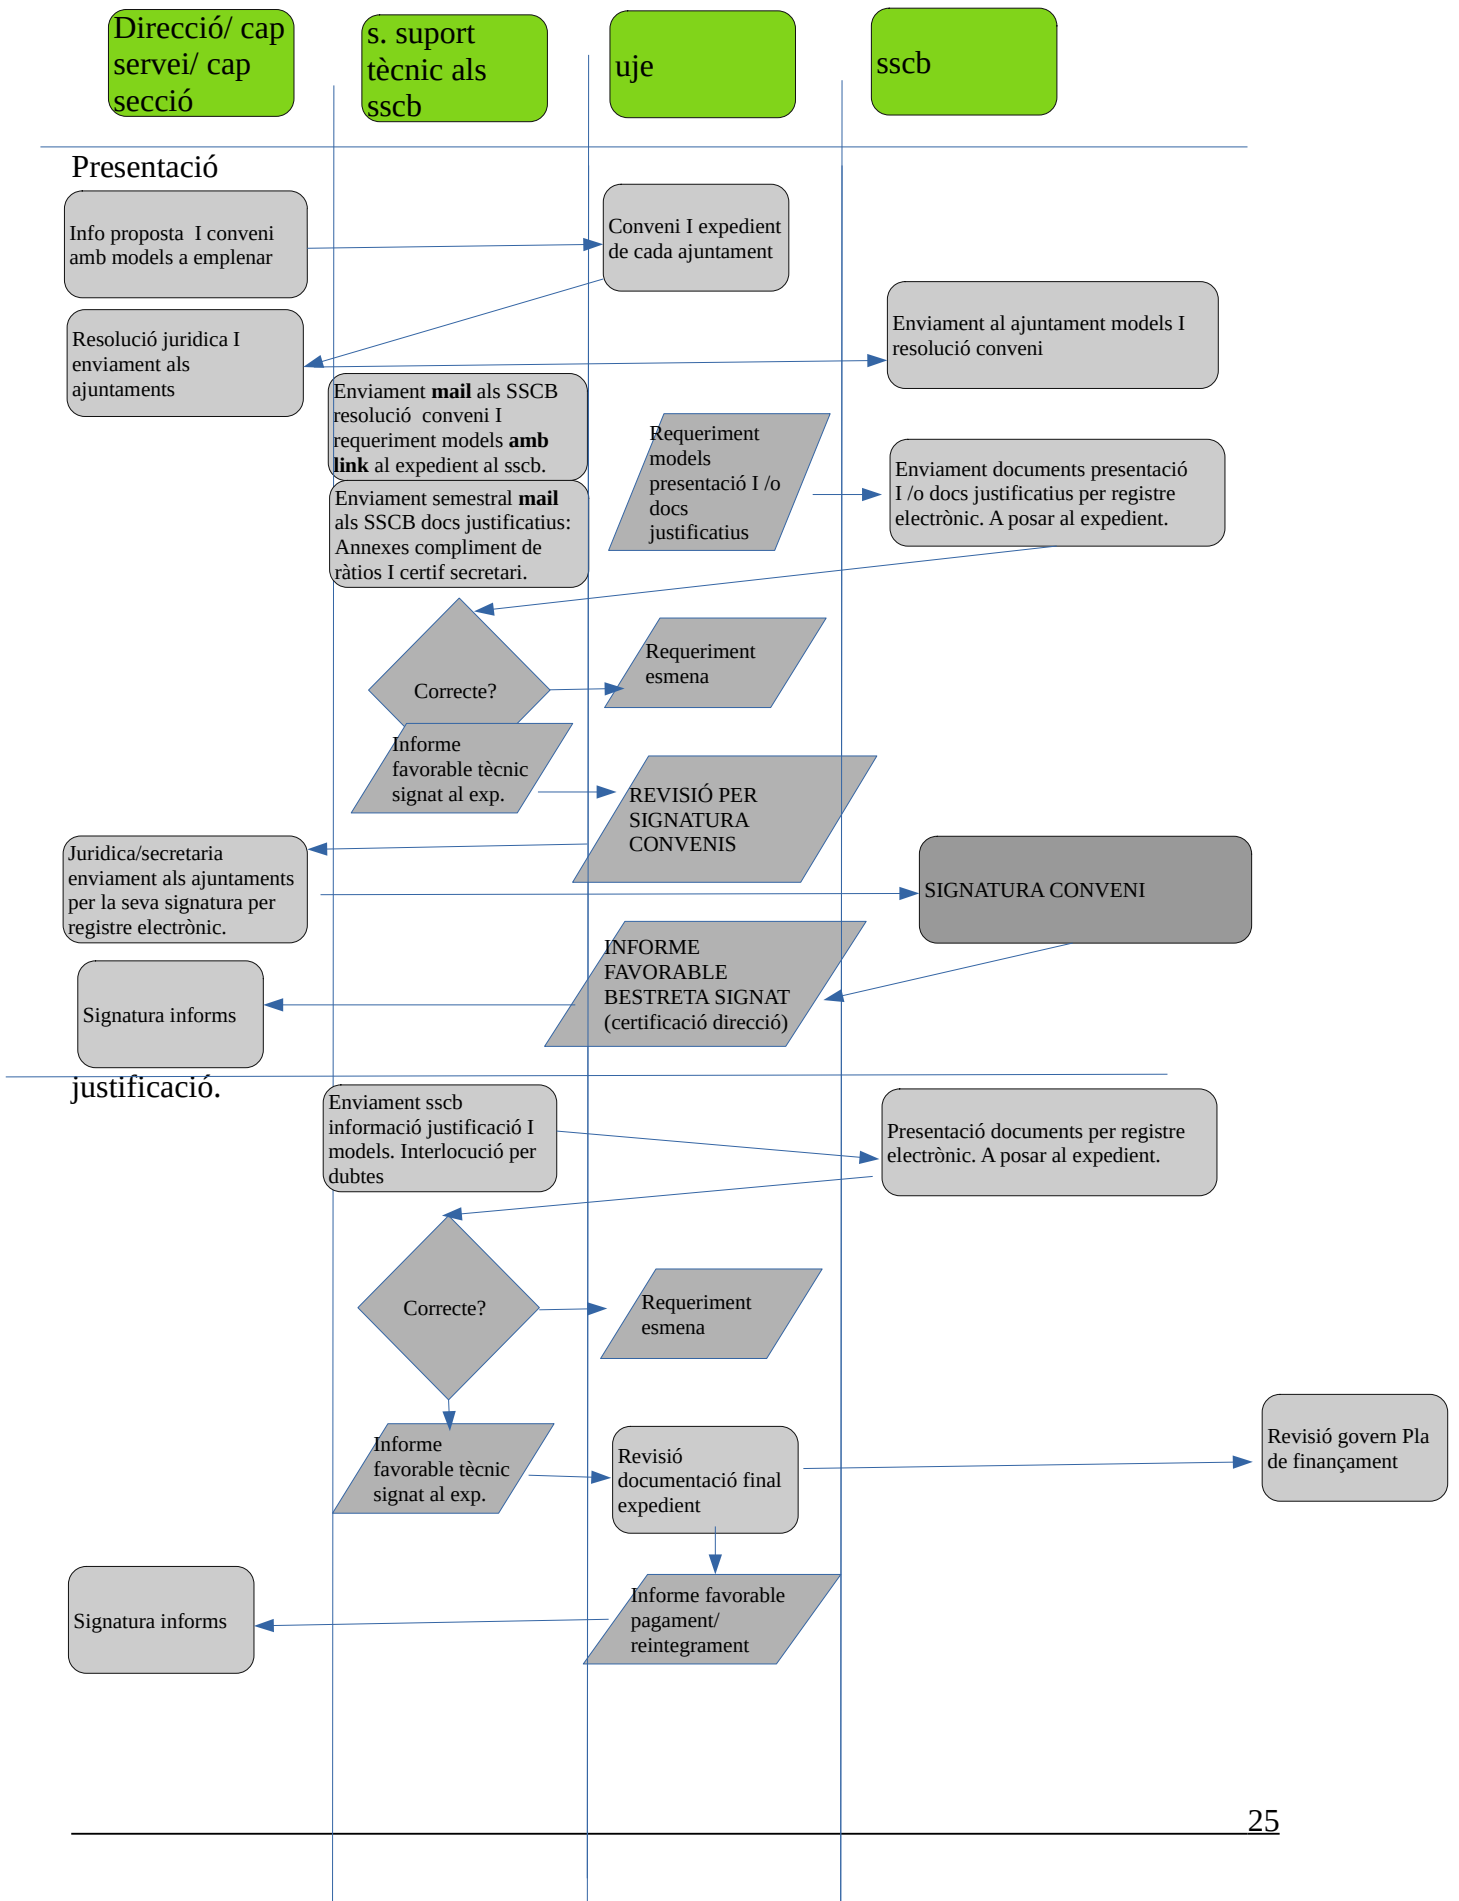 Direcció/ cap
servei/ cap
secció
s. suport
tècnic als
sscb
uje
sscb
Presentació
Info proposta  I conveni
amb models a emplenar
Conveni I expedient
de cada ajuntament
Resolució juridica I
enviament als
ajuntaments
Enviament al ajuntament models I
resolució conveni
Enviament mail als SSCB
resolució  conveni I
requeriment models amb
link al expedient al sscb.
Requeriment
models
presentació I /o
docs
justificatius
Enviament documents presentació
I /o docs justificatius per registre
electrònic. A posar al expedient.
Enviament semestral mail
als SSCB docs justificatius:
Annexes compliment de
ràtios I certif secretari.
Correcte?
Requeriment
esmena
Informe
favorable tècnic
signat al exp.
REVISIÓ PER
SIGNATURA
CONVENIS
Juridica/secretaria
enviament als ajuntaments
per la seva signatura per
registre electrònic.
SIGNATURA CONVENI
INFORME
FAVORABLE
BESTRETA SIGNAT
(certificació direcció)
Signatura informs
justificació.
Enviament sscb
informació justificació I
models. Interlocució per
dubtes
Presentació documents per registre
electrònic. A posar al expedient.
Correcte?
Requeriment
esmena
Informe
favorable tècnic
signat al exp.
Revisió
documentació final
expedient
Revisió govern Pla
de finançament
Signatura informs
Informe favorable
pagament/
reintegrament
25